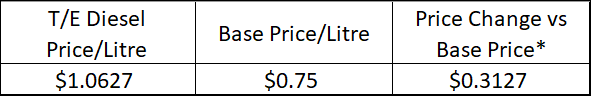 T/E Diesel
Price/Litre
Base Price/Litre
Price Change vs
Base Price*
$1.0627
$0.75
$0.3127